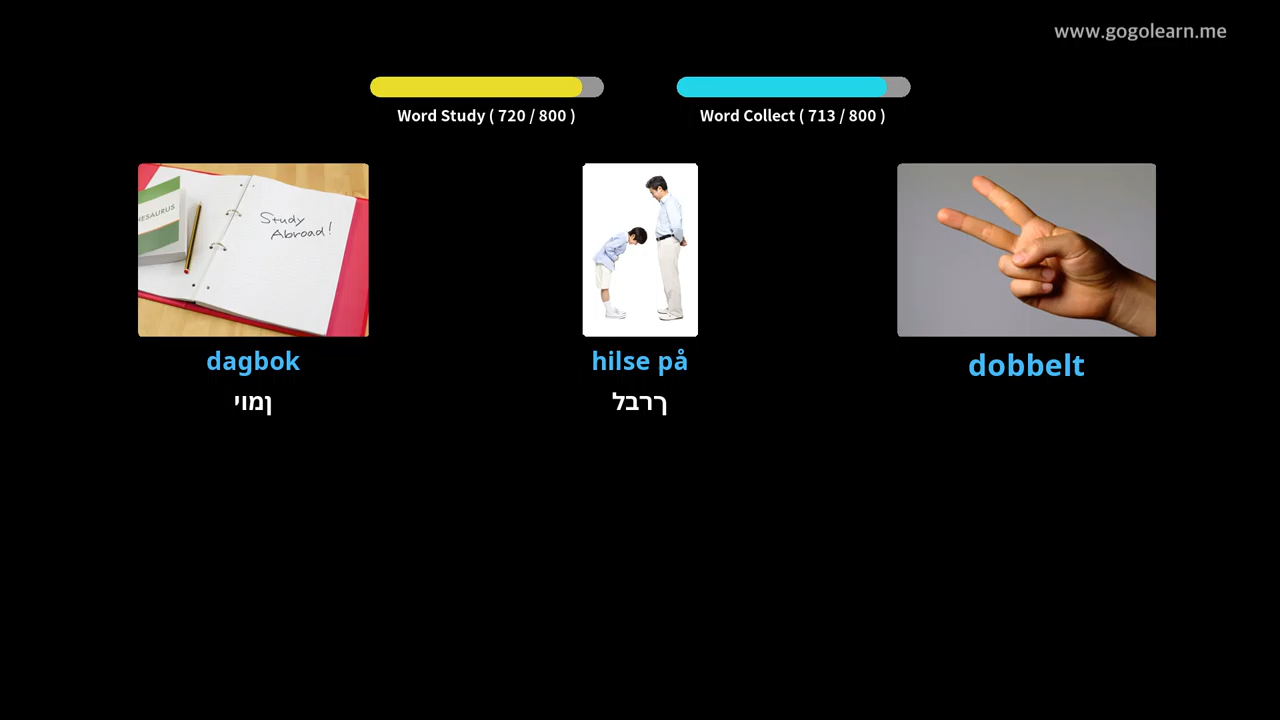 www.gogolearn.me
Word Study ( 720 / 800 )
Word Collect ( 713 / 800 )
HESAURUS
Study
Abroad!
dagbok
hilse på
dobbelt
יומן
לברך